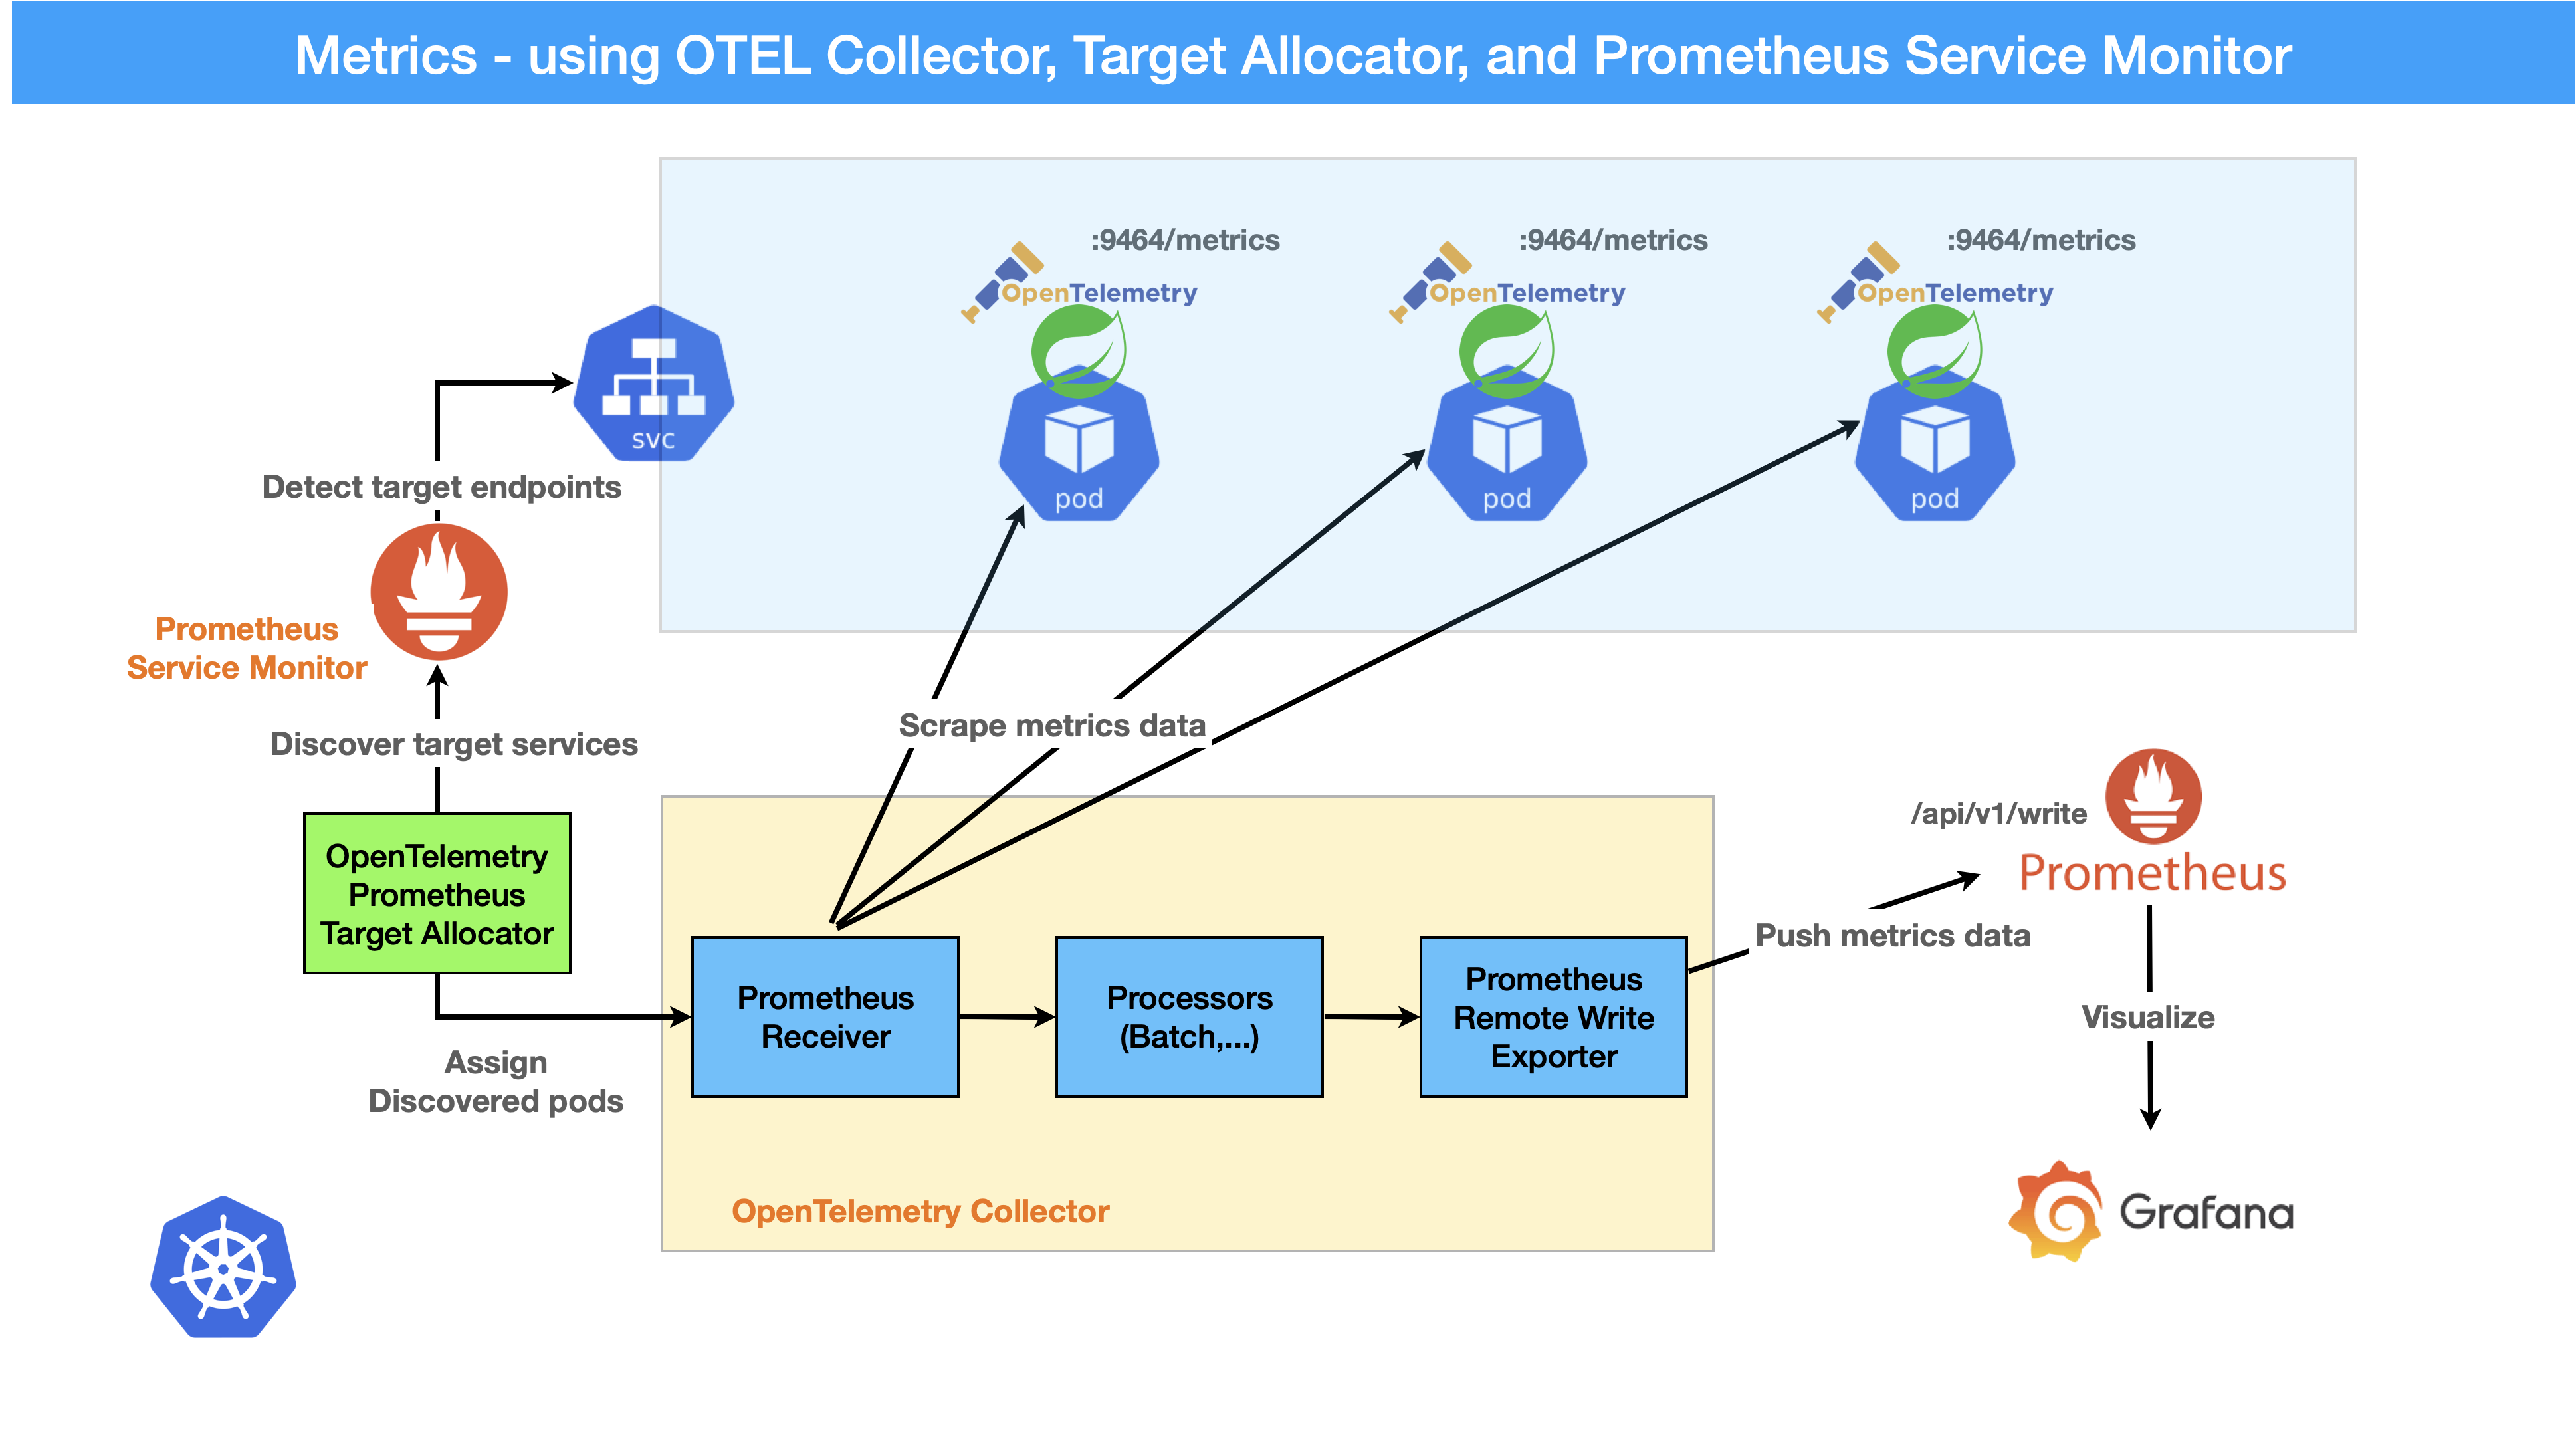 Metrics - using OTEL Collector, Target Allocator, and Prometheus Service Monitor
:9464/metrics
OpenTelemetry
pod
:9464/metrics
OpenTelemetry
pod
:9464/metrics
OpenTelemetry
pod
svc
Detect target endpoints
Prometheus
Service Monitor
Discover target services
OpenTelemetry
Prometheus
Target Allocator
Assign
Discovered pods
Scrape metrics data
Prometheus
Receiver
Processors
(Batch,...)
Prometheus
Remote Write
Exporter
OpenTelemetry Collector
/api/v1/write
Prometheus
Push metrics data
Visualize
Grafana